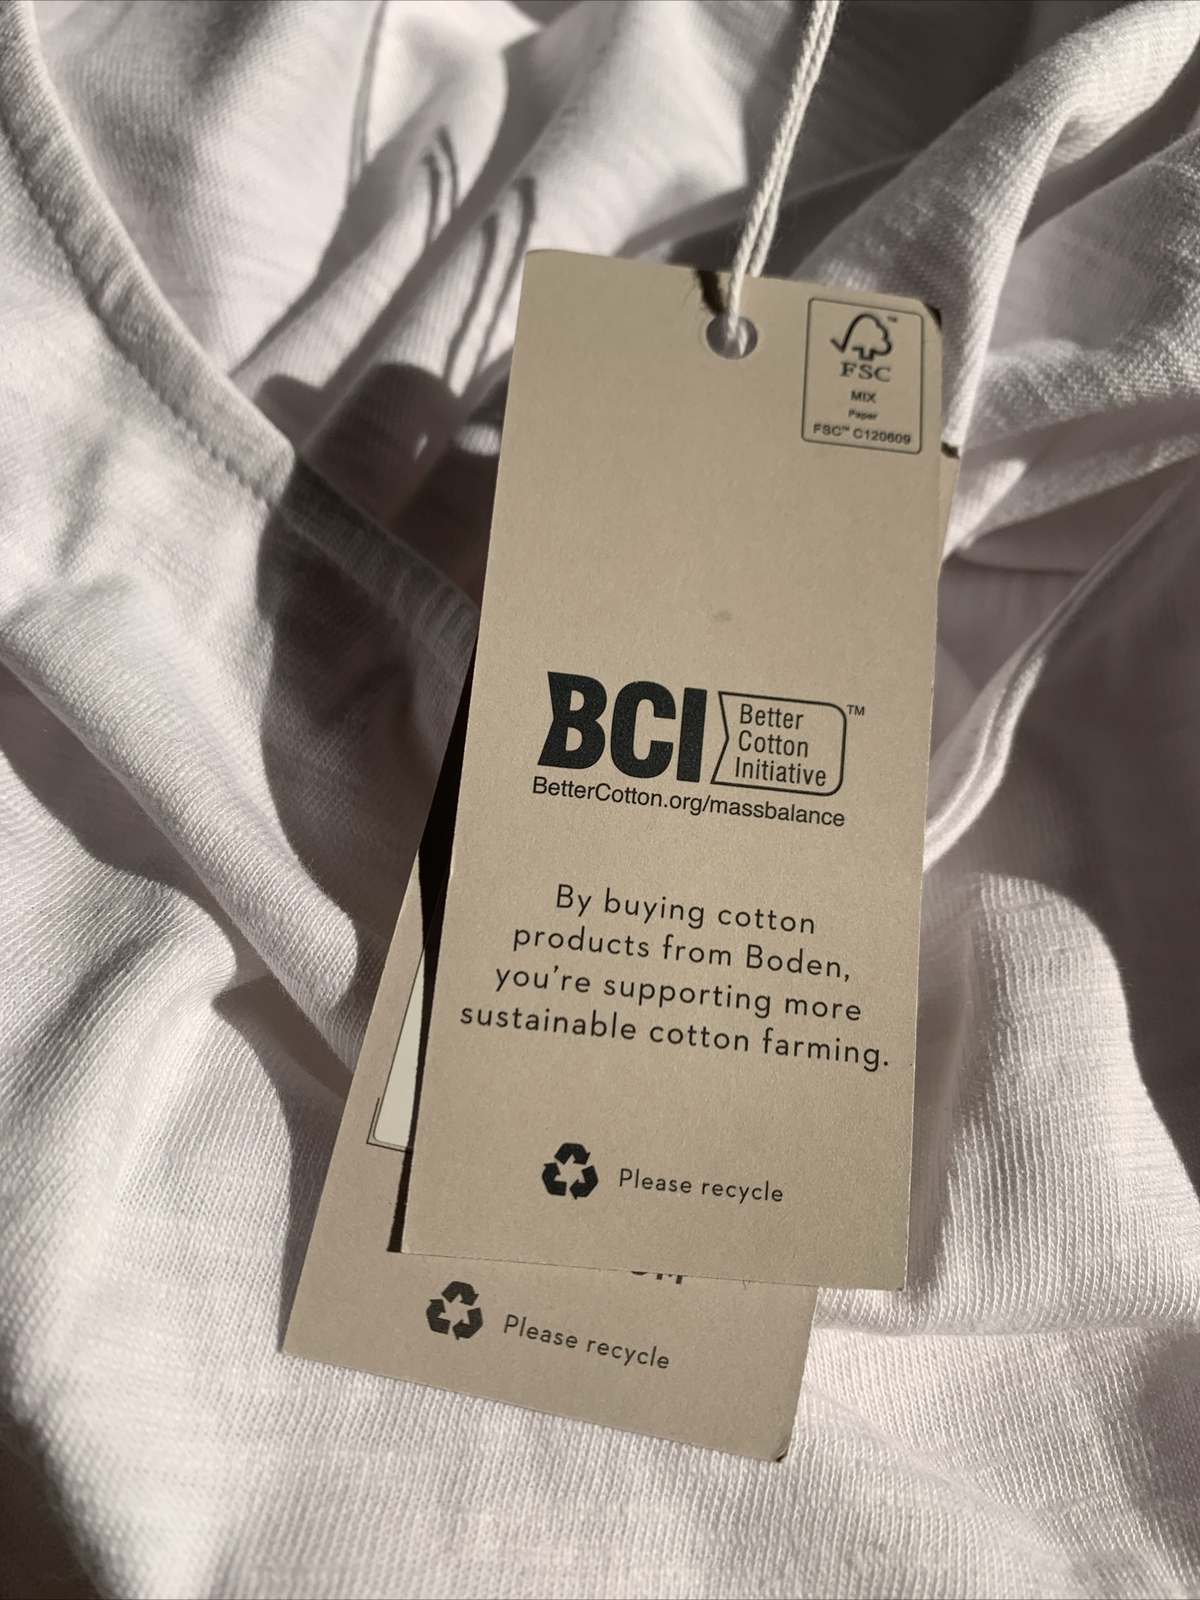 FSC
™
MIX
Paper
FSC™ C120609
BCI
Better
Cotton
Initiative
™
BetterCotton.org/massbalance
By buying cotton
products from Boden,
you're supporting more
sustainable cotton farming.
Please recycle
Please recycle